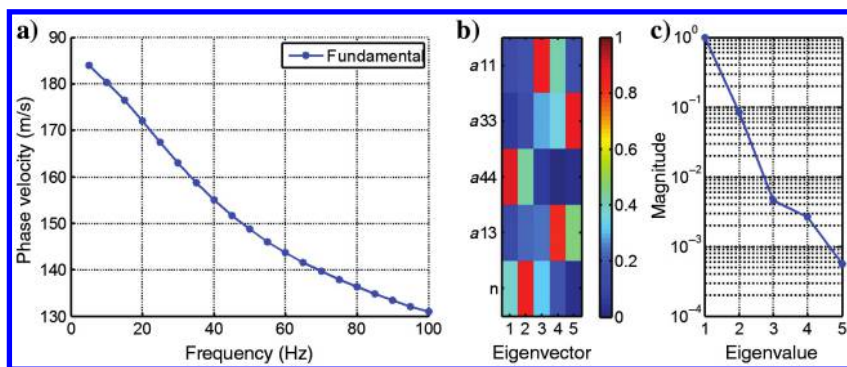 a)
90
180
170
160
150
140
130
Phase velocity (m/s)
0 20 40 60 80 100
Frequency (Hz)
Fundamental
b)
a11
a33
a44
a13
n
1 2 3 4 5
Eigenvector
1
0.8
0.6
0.4
0.2
0
c)
10^0
10^-1
10^-2
10^-3
10^-4
Magnitude
1 2 3 4 5
Eigenvalue